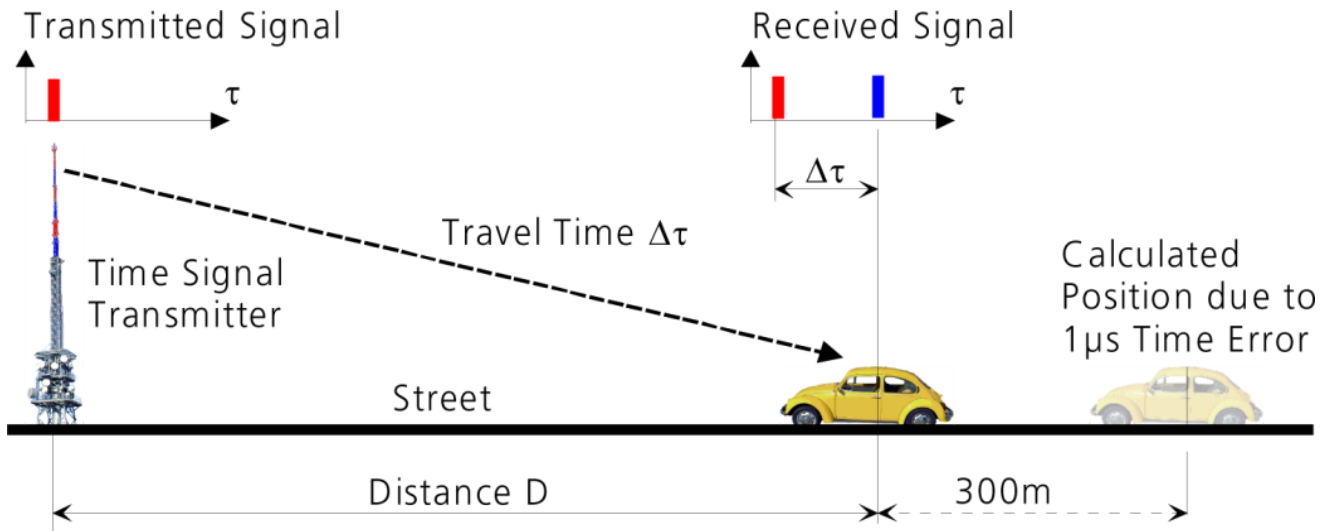 Transmitted Signal
Received Signal
τ
τ
Δτ
Travel Time Δτ
Time Signal
Transmitter
Calculated
Position due to
1µs Time Error
Street
Distance D
300m